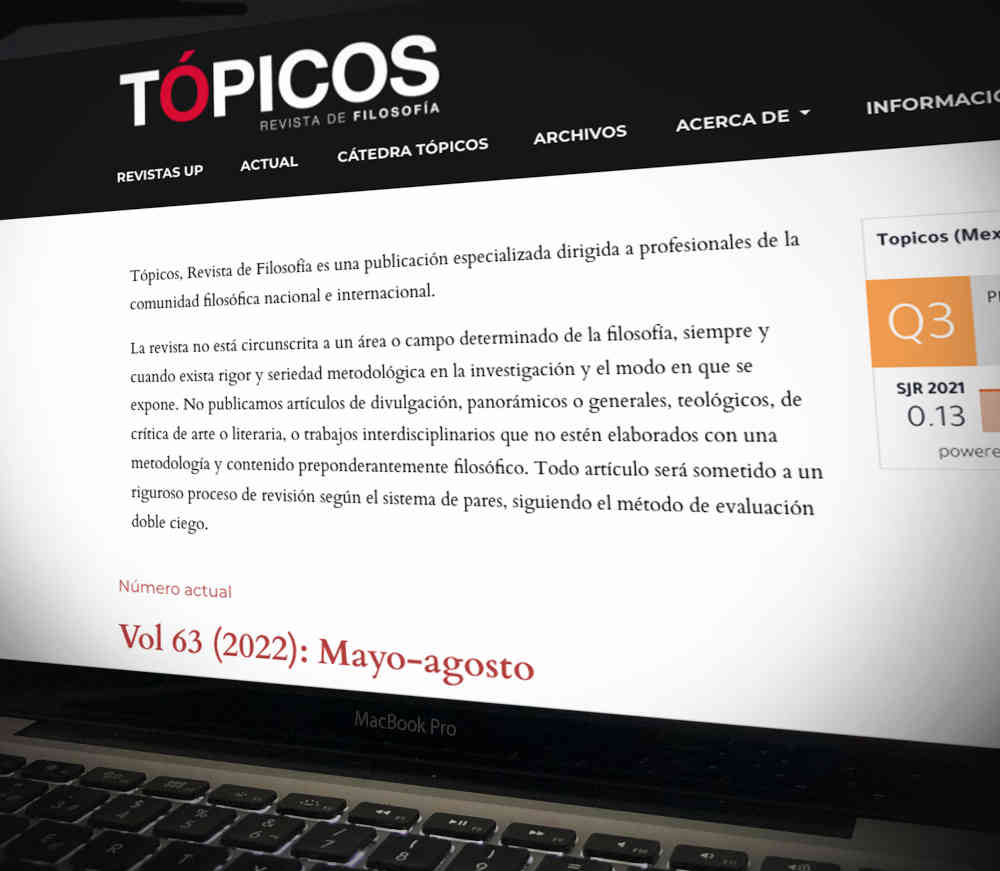 TÓPICOS
REVISTA DE FILOSOFÍA
REVISTAS UP ACTUAL CÁTEDRA TÓPICOS ARCHIVOS ACERCA DE INFORMACIO
Tópicos, Revista de Filosofía es una publicación especializada dirigida a profesionales de la
comunidad filosófica nacional e internacional.
La revista no está circunscrita a un área o campo determinado de la filosofía, siempre y
cuando exista rigor y seriedad metodológica en la investigación y el modo en que se
expone. No publicamos artículos de divulgación, panorámicos o generales, teológicos, de
crítica de arte o literaria, o trabajos interdisciplinarios que no estén elaborados con una
metodología y contenido preponderantemente filosófico. Todo artículo será sometido a un
riguroso proceso de revisión según el sistema de pares, siguiendo el método de evaluación
doble ciego.
Topicos (Mex
Q3
SJR 2021
0.13
powere
Número actual
Vol 63 (2022): Mayo-agosto
MacBook Pro
$ % & /
5 6 7 8 9
R T